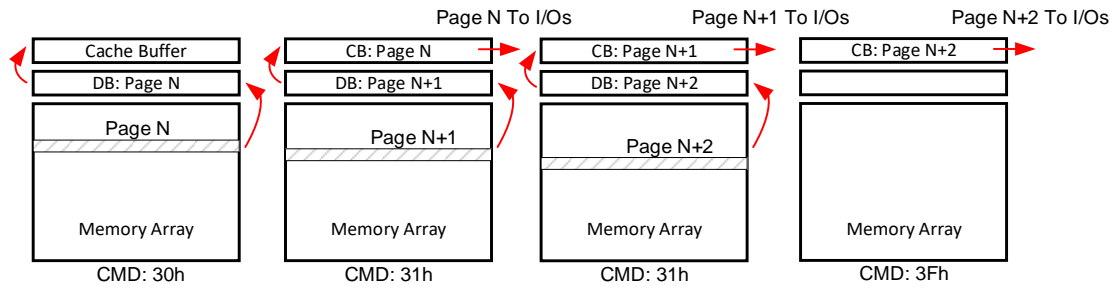 Page N To I/Os
Page N+1 To I/Os
Page N+2 To I/Os
Cache Buffer
CB: Page N
CB: Page N+1
CB: Page N+2
DB: Page N
DB: Page N+1
DB: Page N+2
Page N
Page N+1
Page N+2
Memory Array
Memory Array
Memory Array
Memory Array
CMD: 30h
CMD: 31h
CMD: 31h
CMD: 3Fh